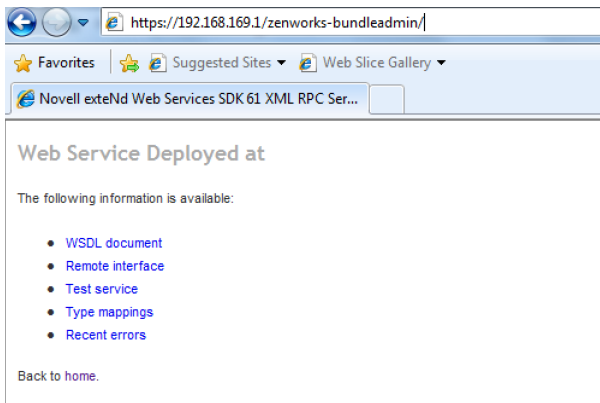 https://192.168.169.1/zenworks-bundleadmin/
Favorites Suggested Sites Web Slice Gallery
Novell exteNd Web Services SDK 61 XML RPC Ser...
Web Service Deployed at
The following information is available:
WSDL document
Remote interface
Test service
Type mappings
Recent errors
Back to home.